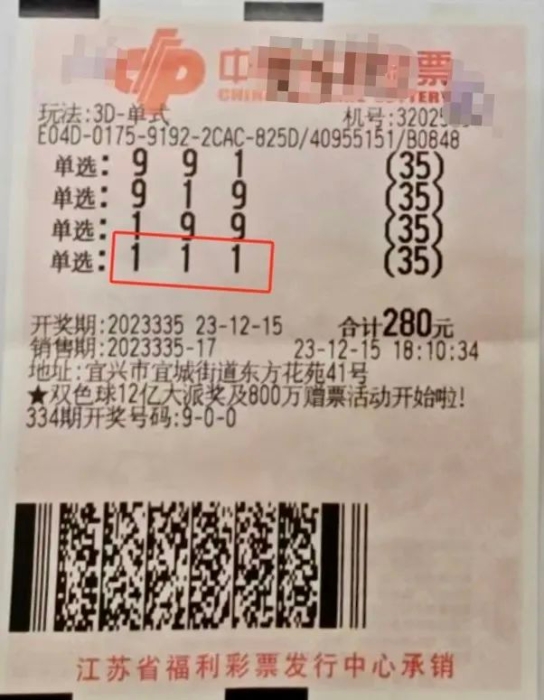 中 票
CHIN LOTTERY
玩法:3D-单式 机号:32025
E04D-0175-9192-2CAC-825D/40955151/B0848
单选: 9 9 1 (35)
单选: 9 1 9 (35)
单选: 1 9 9 (35)
单选: 1 1 1 (35)
开奖期:2023335 23-12-15 合计280元
销售期:2023335-17 23-12-15 18:10:34
地址:宜兴市宜城街道东方花苑41号
★双色球12亿大派奖及800万赠票活动开始啦!
334期开奖号码:9-0-0
江苏省福利彩票发行中心承销